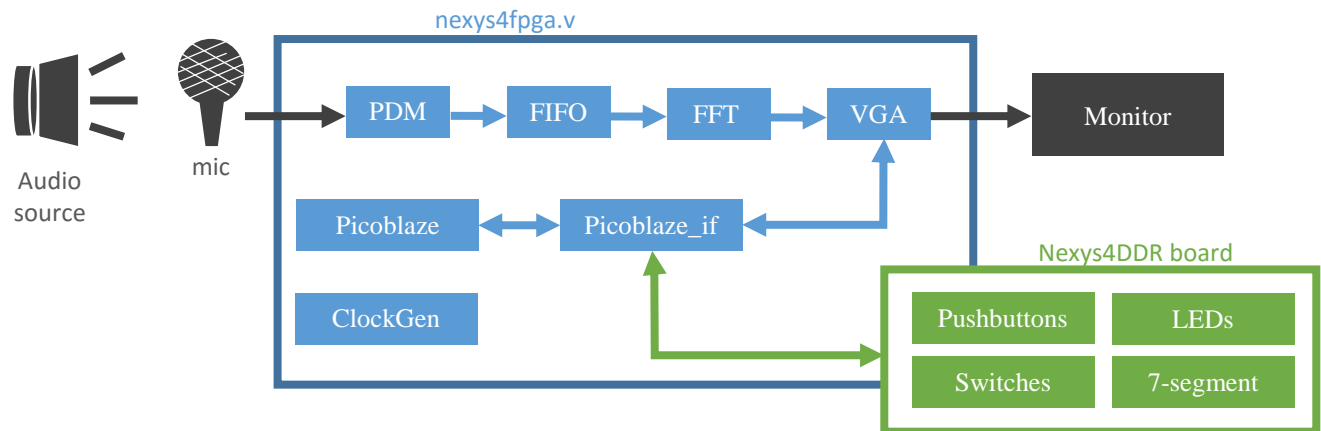 nexys4fpga.v
PDM
FIFO
FFT
VGA
Monitor
mic
Audio
source
Picoblaze
Picoblaze_if
Nexys4DDR board
ClockGen
Pushbuttons
LEDs
Switches
7-segment